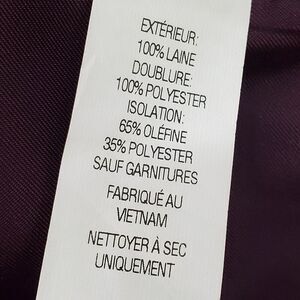 EXTÉRIEUR:
100% LAINE
DOUBLURE:
100% POLYESTER
ISOLATION:
65% OLÉFINE
35% POLYESTER
SAUF GARNITURES
FABRIQUÉ AU
VIETNAM
NETTOYER À SEC
UNIQUEMENT